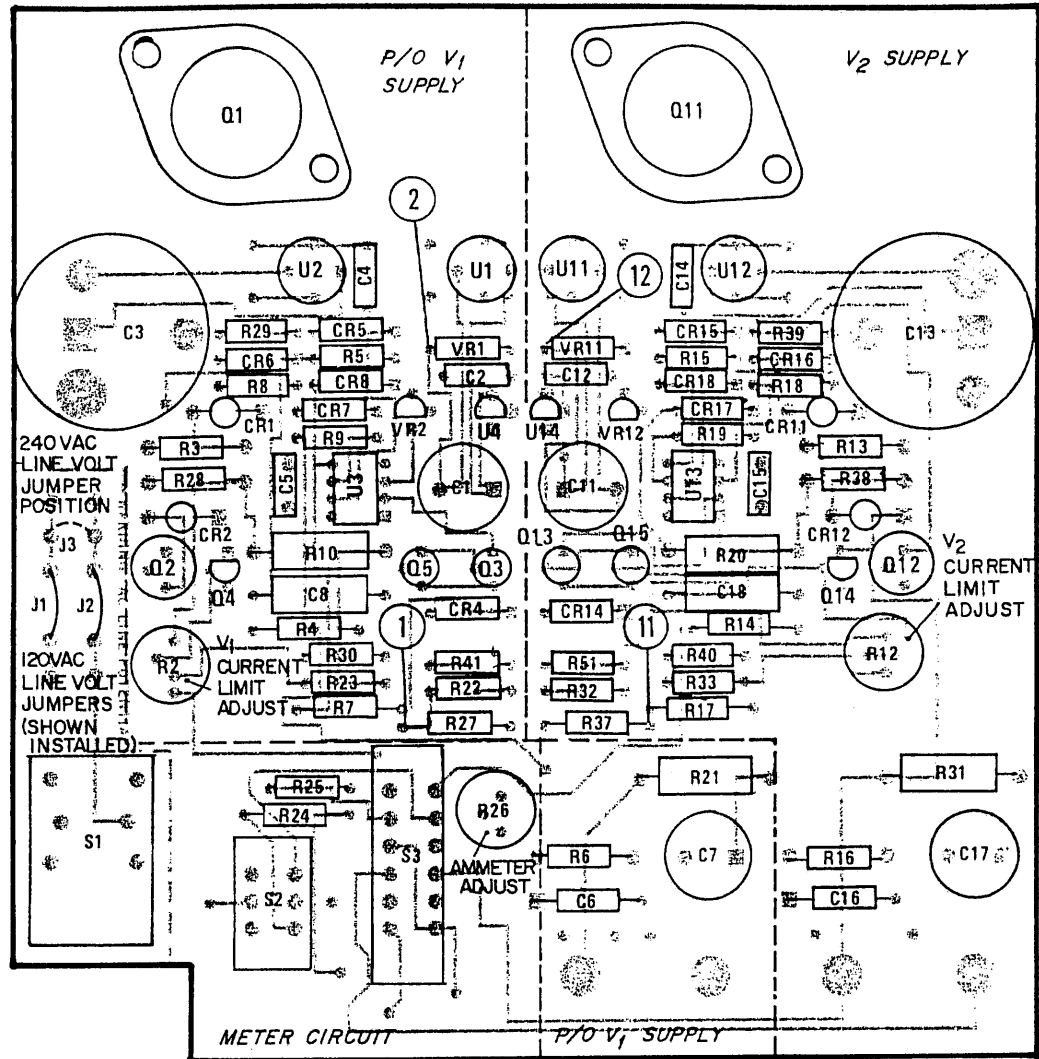 P/O V1
SUPPLY
V2 SUPPLY
Q1
Q11
2
12
U2
C4
U1
U11
C14
U12
C3
R29
CR5
VR1
VR11
CR15
R39
C13
CR6
R5
C2
C12
R15
CR16
R8
CR8
CR18
R18
CR1
CR7
VR2
U4
U14
VR12
CR17
CR11
R9
R19
240 VAC
LINE VOLT
JUMPER
POSITION
R3
R13
R28
C5
U3
C1
C11
U13
C15
R38
J3
CR2
CR12
Q13
Q15
Q2
Q4
R10
Q5
Q3
R20
Q14
Q12
V2
CURRENT
LIMIT
ADJUST
J1
J2
C8
C18
CR4
CR14
R4
1
11
R14
R2
V1
CURRENT
LIMIT
ADJUST
R30
R41
R51
R40
R12
120VAC
LINE VOLT
JUMPERS
(SHOWN
INSTALLED)
R23
R22
R32
R33
R7
R27
R37
R17
S1
R25
R24
S3
R26
R21
R31
AMMETER
ADJUST
R6
C7
R16
C17
S2
C6
C16
METER CIRCUIT
P/O V1 SUPPLY